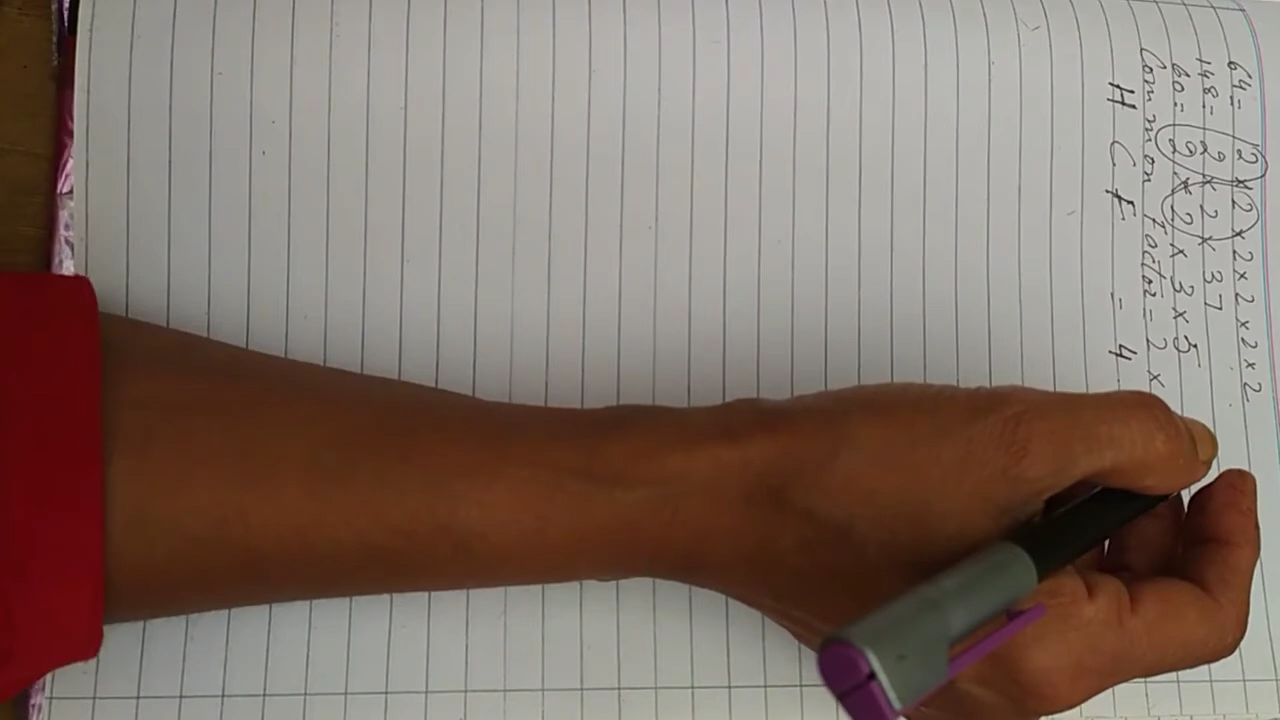 64= 2×2×2×2×2×2
148= 2×2×37
60= 2×2×3×5
Common Factor= 2×
H C F = 4